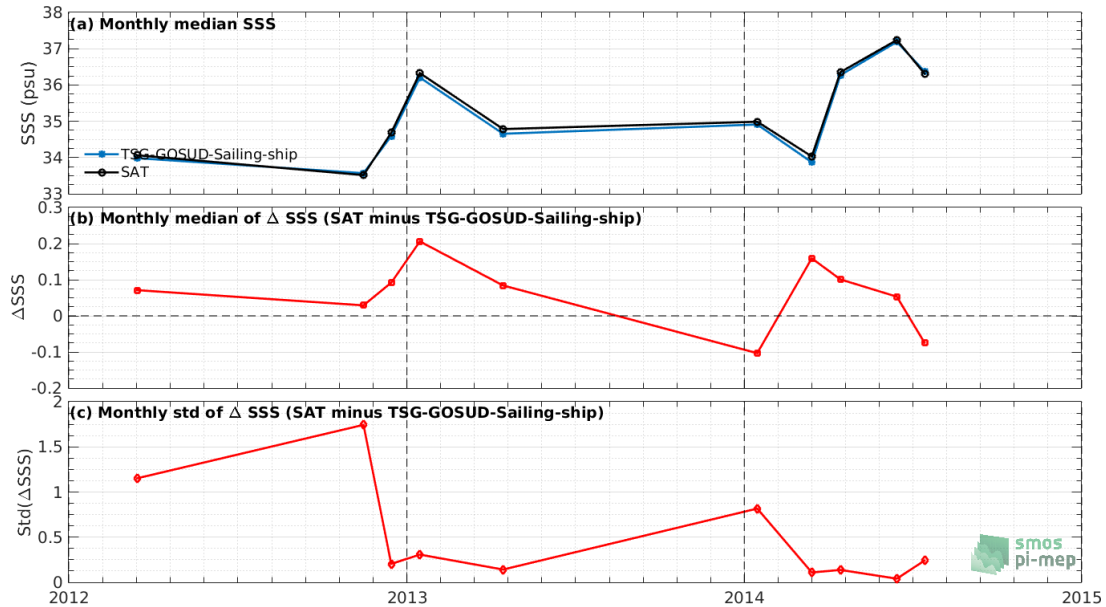 (a) Monthly median SSS
38
37
36
35
34
33
SSS (psu)
TSG-GOSUD-Sailing-ship
SAT
(b) Monthly median of Δ SSS (SAT minus TSG-GOSUD-Sailing-ship)
0.3
0.2
0.1
0
-0.1
-0.2
ΔSSS
(c) Monthly std of Δ SSS (SAT minus TSG-GOSUD-Sailing-ship)
2
1.5
1
0.5
0
Std(ΔSSS)
2012
2013
2014
2015
smos
pi-mep